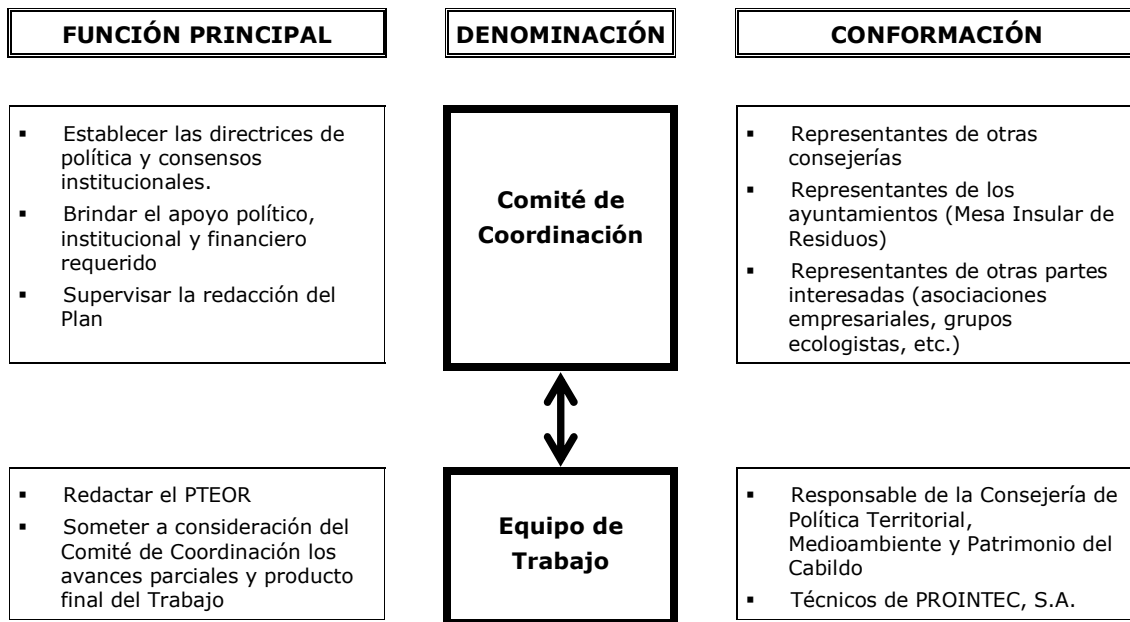 FUNCIÓN PRINCIPAL
DENOMINACIÓN
CONFORMACIÓN
▪ Establecer las directrices de
política y consensos
institucionales.
▪ Brindar el apoyo político,
institucional y financiero
requerido
▪ Supervisar la redacción del
Plan
Comité de
Coordinación
▪ Representantes de otras
consejerías
▪ Representantes de los
ayuntamientos (Mesa Insular de
Residuos)
▪ Representantes de otras partes
interesadas (asociaciones
empresariales, grupos
ecologistas, etc.)
▪ Redactar el PTEOR
▪ Someter a consideración del
Comité de Coordinación los
avances parciales y producto
final del Trabajo
Equipo de
Trabajo
▪ Responsable de la Consejería de
Política Territorial,
Medioambiente y Patrimonio del
Cabildo
▪ Técnicos de PROINTEC, S.A.